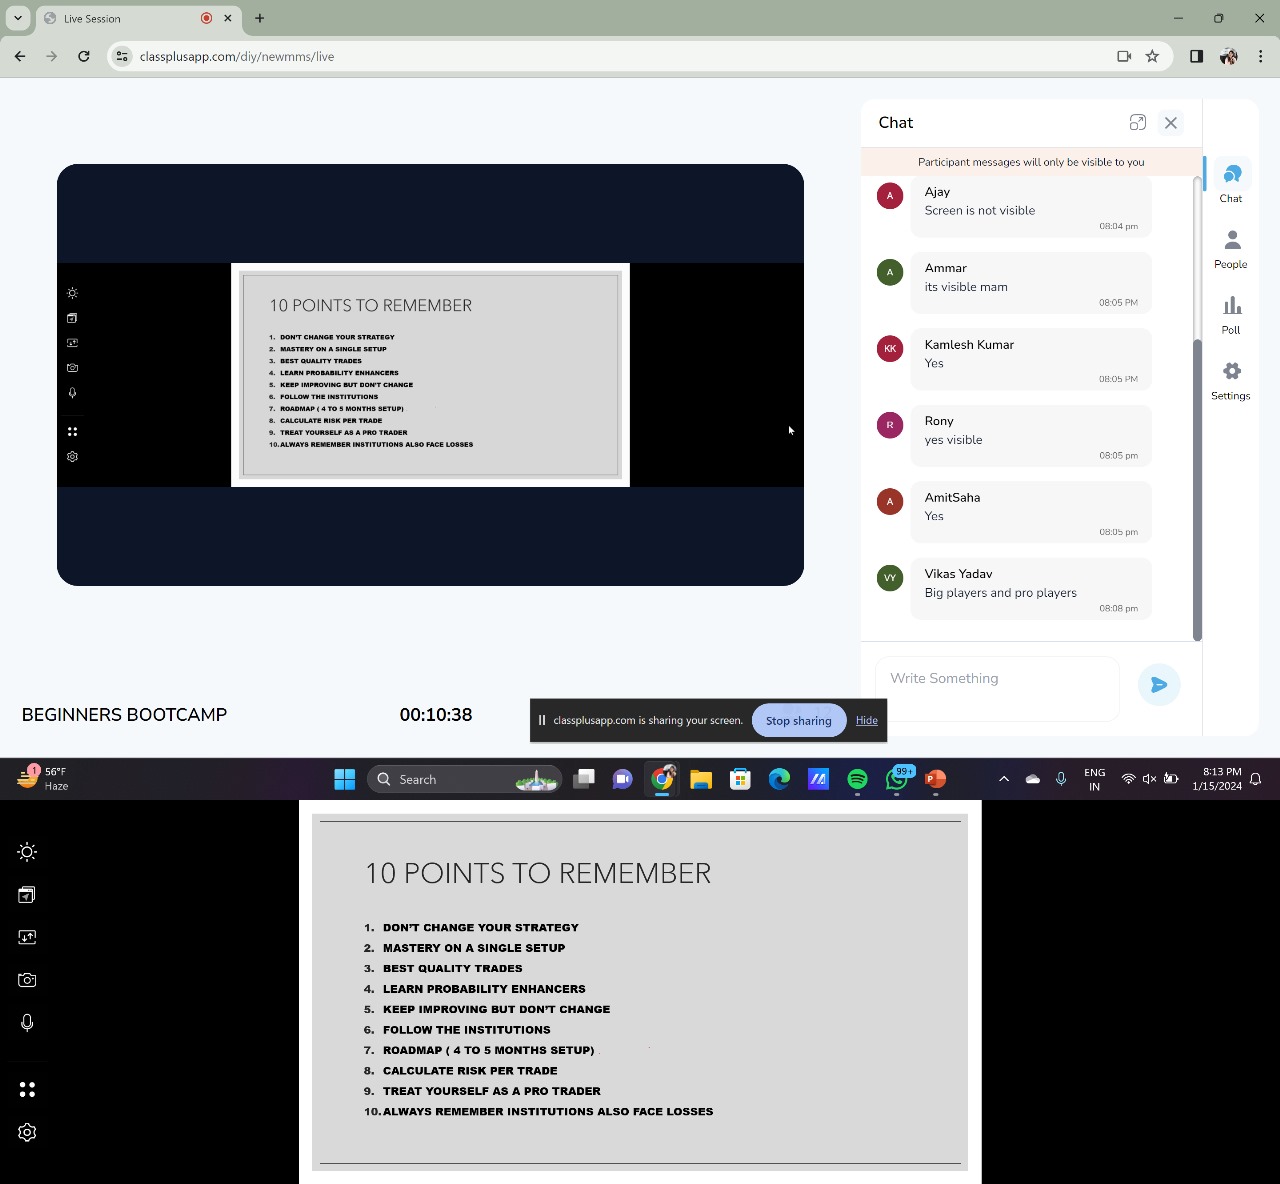 Live Session
classplusapp.com/diy/newmms/live
10 POINTS TO REMEMBER
1. DON'T CHANGE YOUR STRATEGY
2. MASTERY ON A SINGLE SETUP
3. BEST QUALITY TRADES
4. LEARN PROBABILITY ENHANCERS
5. KEEP IMPROVING BUT DON'T CHANGE
6. FOLLOW THE INSTITUTIONS
7. ROADMAP ( 4 TO 5 MONTHS SETUP)
8. CALCULATE RISK PER TRADE
9. TREAT YOURSELF AS A PRO TRADER
10. ALWAYS REMEMBER INSTITUTIONS ALSO FACE LOSSES
Chat
Participant messages will only be visible to you
A
Ajay
Screen is not visible
08:04 pm
A
Ammar
its visible mam
08:05 PM
KK
Kamlesh Kumar
Yes
08:05 PM
R
Rony
yes visible
08:05 pm
A
AmitSaha
Yes
08:05 pm
VY
Vikas Yadav
Big players and pro players
08:08 pm
Write Something
Chat
People
Poll
Settings
BEGINNERS BOOTCAMP
00:10:38
classplusapp.com is sharing your screen.
Stop sharing
Hide
1
56°F
Haze
Search
99+
ENG
IN
8:13 PM
1/15/2024
10 POINTS TO REMEMBER
1. DON'T CHANGE YOUR STRATEGY
2. MASTERY ON A SINGLE SETUP
3. BEST QUALITY TRADES
4. LEARN PROBABILITY ENHANCERS
5. KEEP IMPROVING BUT DON'T CHANGE
6. FOLLOW THE INSTITUTIONS
7. ROADMAP ( 4 TO 5 MONTHS SETUP)
8. CALCULATE RISK PER TRADE
9. TREAT YOURSELF AS A PRO TRADER
10. ALWAYS REMEMBER INSTITUTIONS ALSO FACE LOSSES